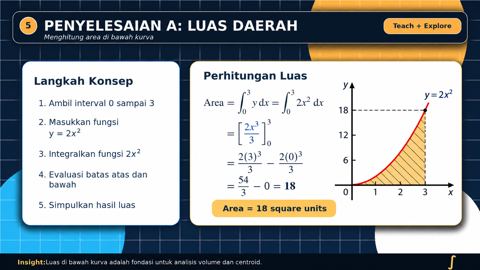 5
PENYELESAIAN A: LUAS DAERAH
Menghitung area di bawah kurva
Teach + Explore
Langkah Konsep
1. Ambil interval 0 sampai 3
2. Masukkan fungsi
y = 2x²
3. Integralkan fungsi 2x²
4. Evaluasi batas atas dan
bawah
5. Simpulkan hasil luas
Perhitungan Luas
Area = ∫₀³ y dx = ∫₀³ 2x² dx
= [2x³/3]₀³
= 2(3)³/3 − 2(0)³/3
= 54/3 − 0 = 18
Area = 18 square units
y
y = 2x²
18
12
6
0 1 2 3 x
Insight:Luas di bawah kurva adalah fondasi untuk analisis volume dan centroid.
∫